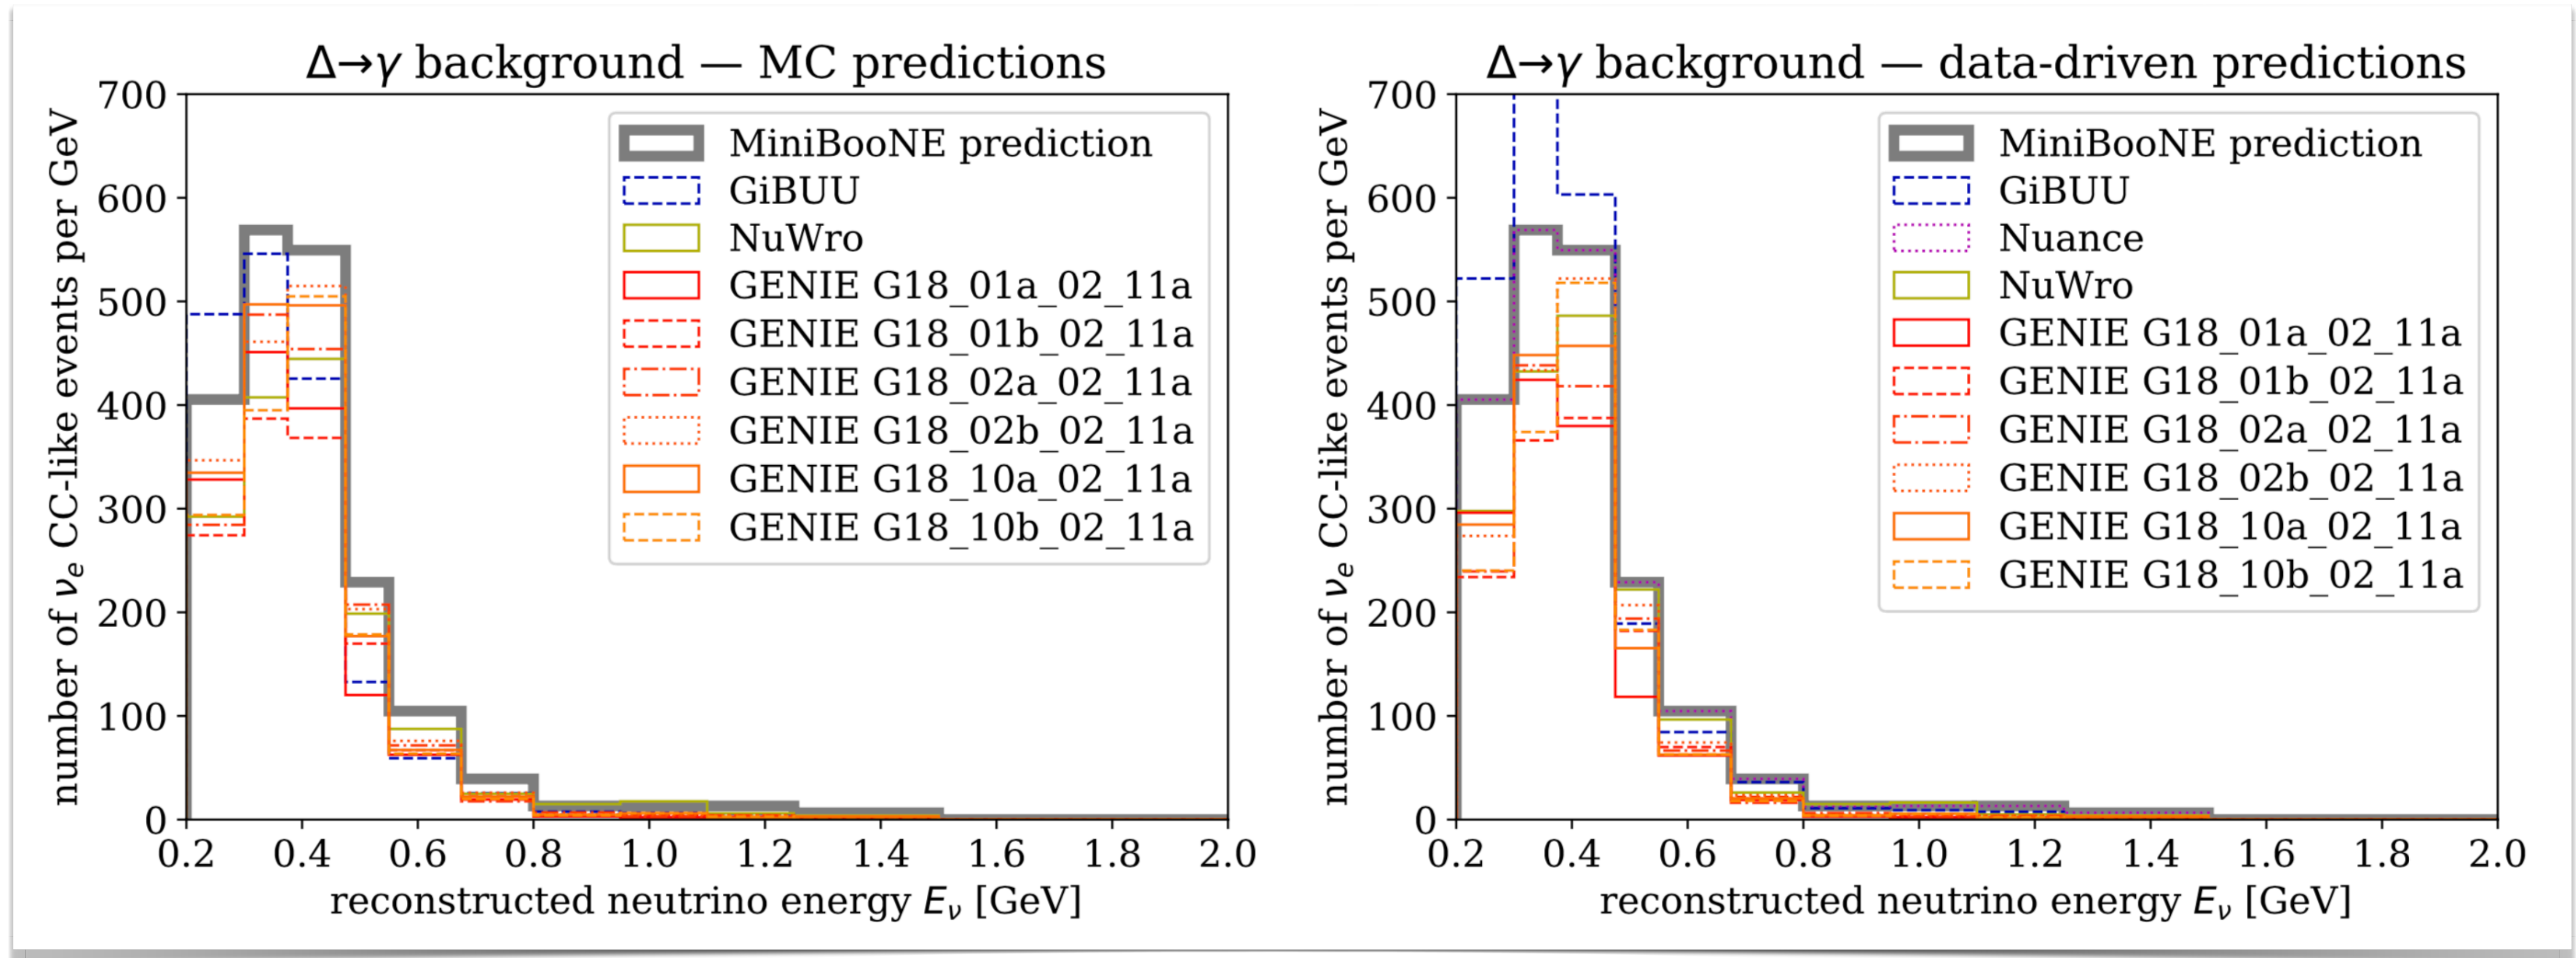 Δ→γ background — MC predictions
number of νe CC-like events per GeV
700
600
500
400
300
200
100
0
MiniBooNE prediction
GiBUU
NuWro
GENIE G18_01a_02_11a
GENIE G18_01b_02_11a
GENIE G18_02a_02_11a
GENIE G18_02b_02_11a
GENIE G18_10a_02_11a
GENIE G18_10b_02_11a
0.2 0.4 0.6 0.8 1.0 1.2 1.4 1.6 1.8 2.0
reconstructed neutrino energy Eν [GeV]
Δ→γ background — data-driven predictions
number of νe CC-like events per GeV
700
600
500
400
300
200
100
0
MiniBooNE prediction
GiBUU
Nuance
NuWro
GENIE G18_01a_02_11a
GENIE G18_01b_02_11a
GENIE G18_02a_02_11a
GENIE G18_02b_02_11a
GENIE G18_10a_02_11a
GENIE G18_10b_02_11a
0.2 0.4 0.6 0.8 1.0 1.2 1.4 1.6 1.8 2.0
reconstructed neutrino energy Eν [GeV]